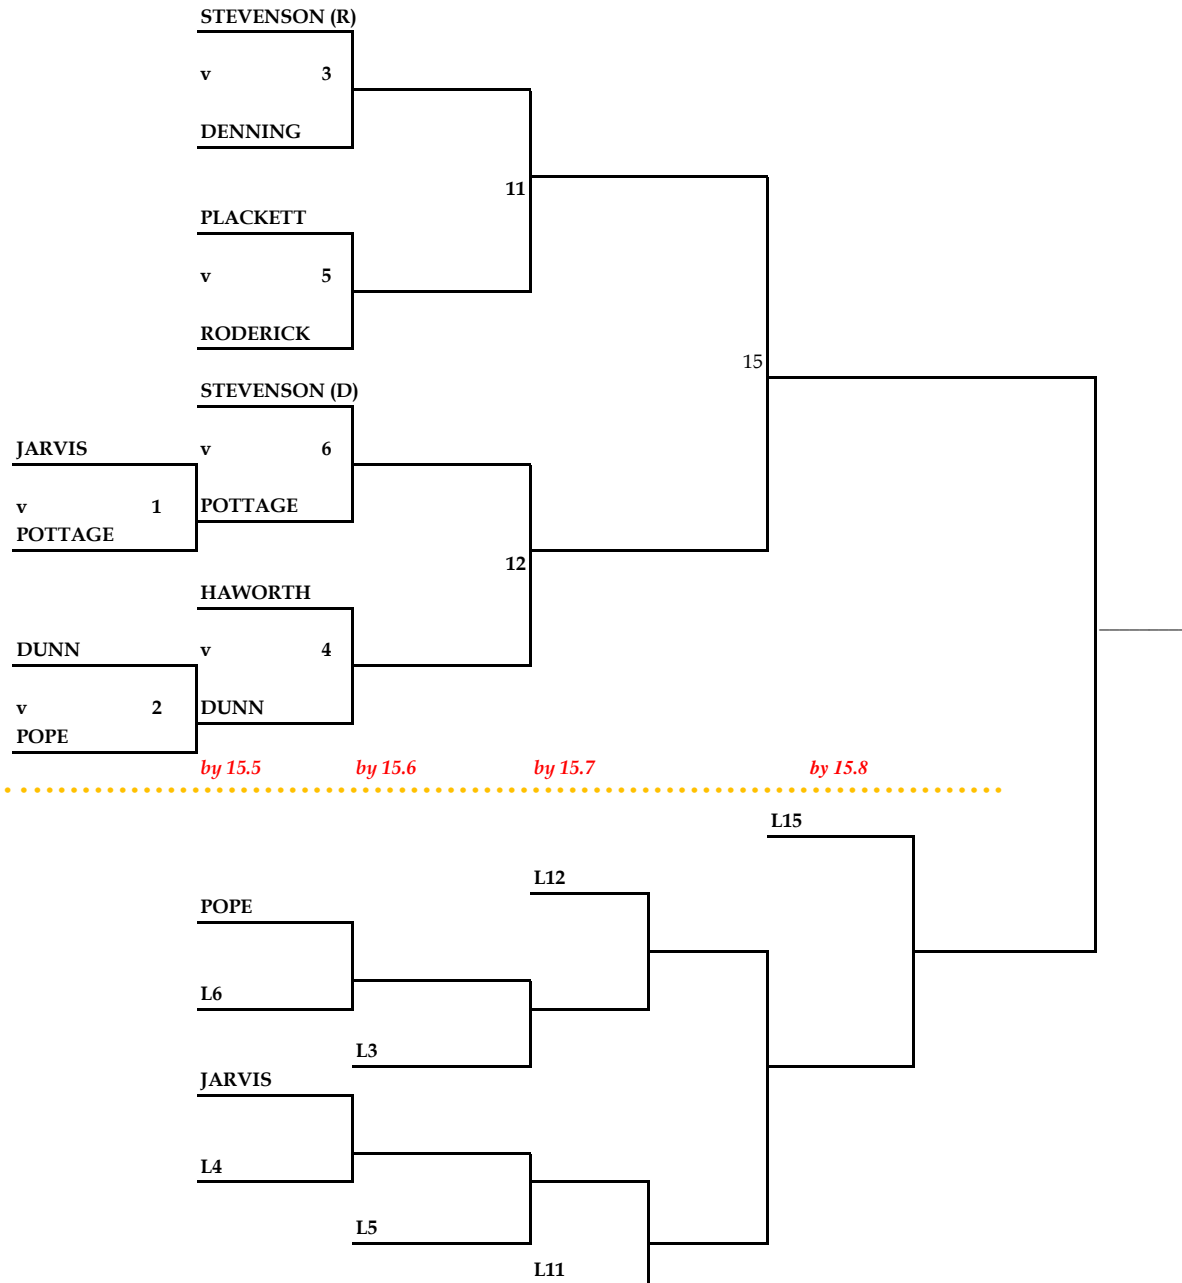 STEVENSON (R)
v 3
DENNING
11
PLACKETT
v 5
RODERICK
15
STEVENSON (D)
JARVIS v 6
v 1 POTTAGE
POTTAGE
12
HAWORTH
DUNN v 4
v 2 DUNN
POPE
by 15.5 by 15.6 by 15.7 by 15.8
L15
L12
POPE
L6
L3
JARVIS
L4
L5
L11